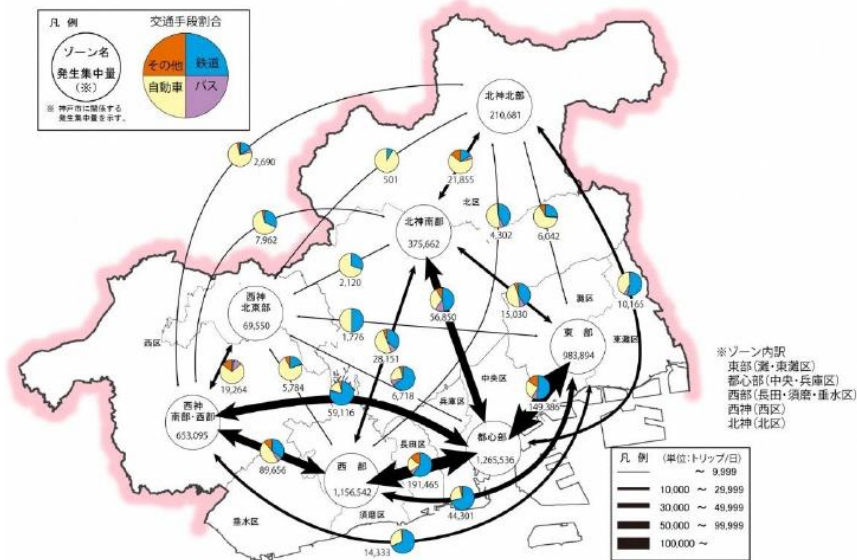 凡 例
交通手段割合
ゾーン名
発生集中量
(※)
その他
鉄道
自動車
バス
※ 神戸市に関係する
発生集中量を示す。
北神北部
210,681
2,690
501
21,855
北区
7,962
北神南部
375,662
4,302
6,042
2,120
西神
北東部
69,550
1,776
28,151
56,850
15,030
灘区
10,165
東 部
983,894
東灘区
西区
19,264
5,784
59,116
6,718
兵庫区
中央区
149,386
西神
南部・西部
653,095
89,656
西 部
1,156,542
長田区
191,465
都心部
1,265,536
44,301
須磨区
垂水区
14,333
※ゾーン内訳
東部(灘・東灘区)
都心部(中央・兵庫区)
西部(長田・須磨・垂水区)
西神(西区)
北神(北区)
凡 例 (単位:トリップ/日)
~ 9,999
10,000 ~ 29,999
30,000 ~ 49,999
50,000 ~ 99,999
100,000 ~